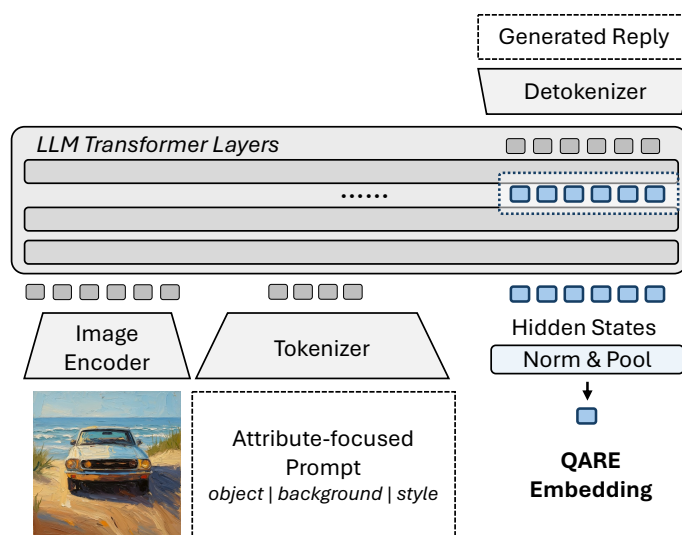 Generated Reply
Detokenizer
LLM Transformer Layers
......
Image
Encoder
Tokenizer
Hidden States
Norm & Pool
Attribute-focused
Prompt
object | background | style
QARE
Embedding